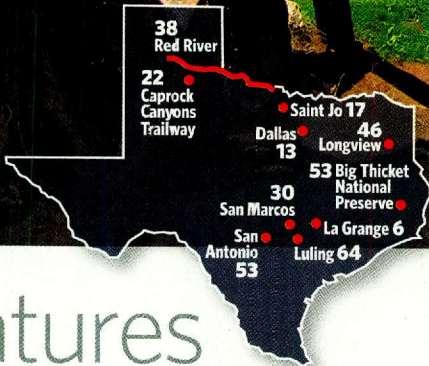 38
Red River
22
Caprock
Canyons
Trailway
Saint Jo 17
Dallas
13
46
Longview
53 Big Thicket
National
Preserve
30
San Marcos
La Grange 6
San
Antonio
53
Luling 64